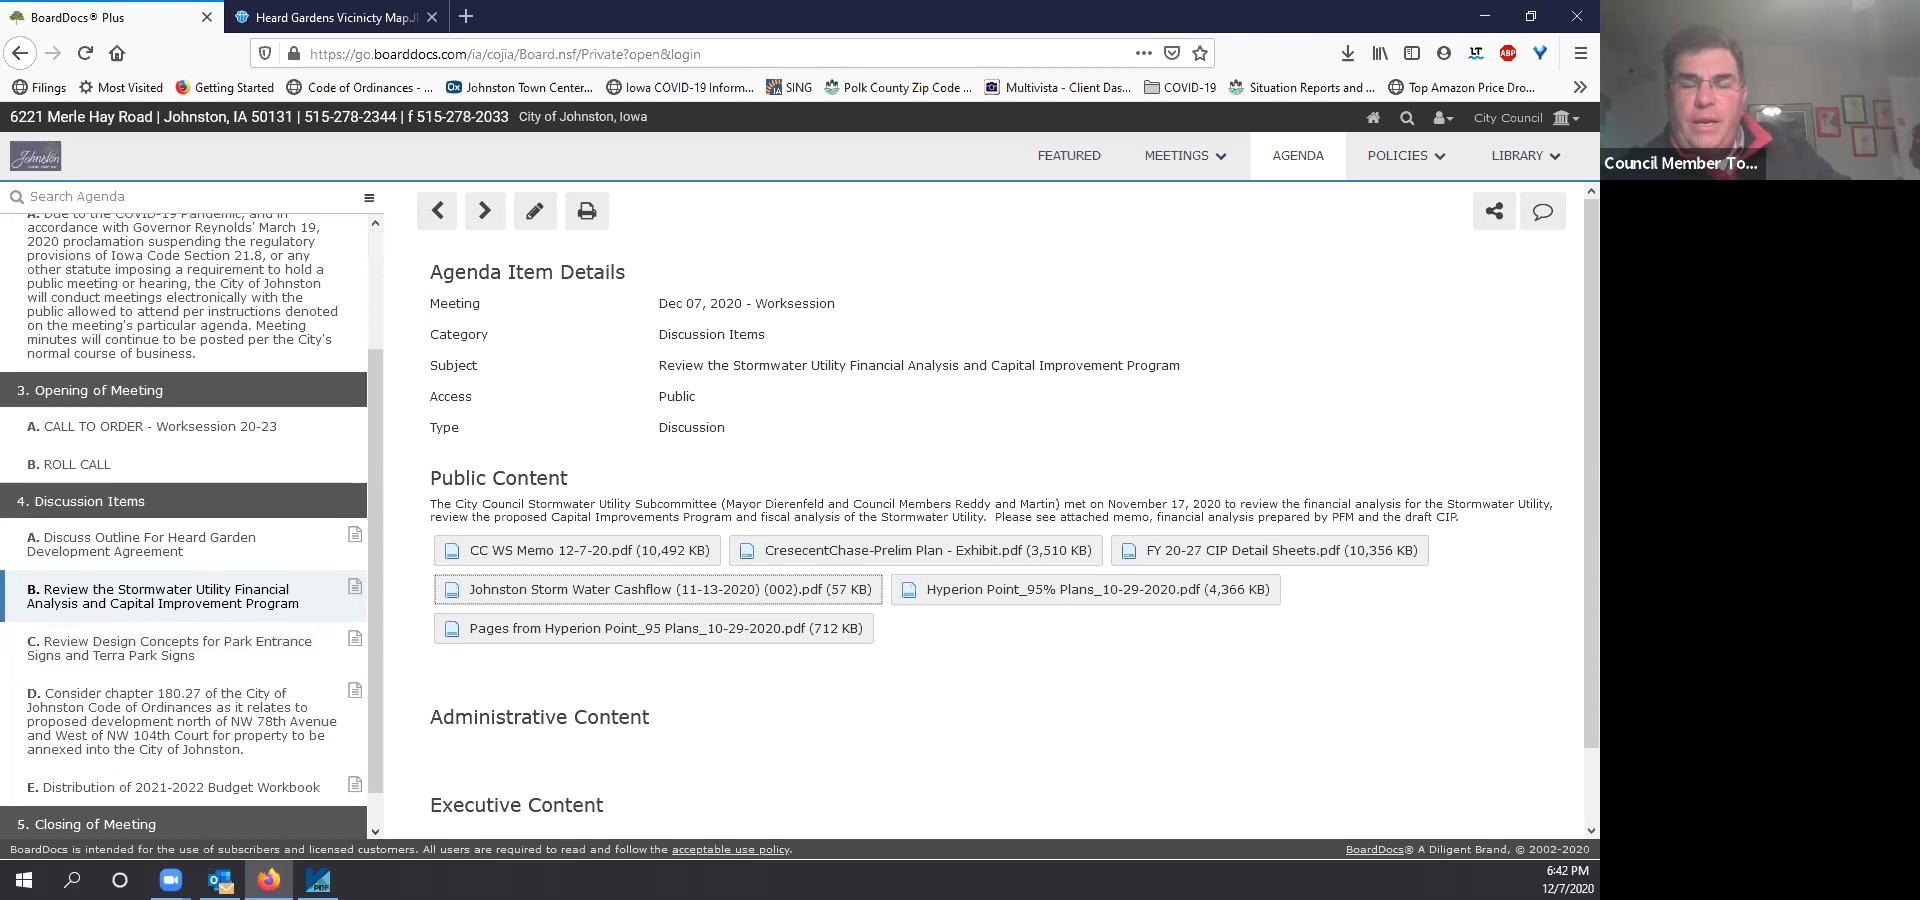 BoardDocs® Plus
Heard Gardens Vicinicty Map.J
https://go.boarddocs.com/ia/cojia/Board.nsf/Private?open&login
Filings
Most Visited
Getting Started
Code of Ordinances - ...
Johnston Town Center...
Iowa COVID-19 Inform...
SING
Polk County Zip Code ...
Multivista - Client Das...
COVID-19
Situation Reports and ...
Top Amazon Price Dro...
6221 Merle Hay Road | Johnston, IA 50131 | 515-278-2344 | f 515-278-2033 City of Johnston, Iowa
City Council
Johnston
FEATURED
MEETINGS
AGENDA
POLICIES
LIBRARY
Search Agenda
A. Due to the COVID-19 Pandemic, and in
accordance with Governor Reynolds' March 19,
2020 proclamation suspending the regulatory
provisions of Iowa Code Section 21.8, or any
other statute imposing a requirement to hold a
public meeting or hearing, the City of Johnston
will conduct meetings electronically with the
public allowed to attend per instructions denoted
on the meeting's particular agenda. Meeting
minutes will continue to be posted per the City's
normal course of business.
3. Opening of Meeting
A. CALL TO ORDER - Worksession 20-23
B. ROLL CALL
4. Discussion Items
A. Discuss Outline For Heard Garden
Development Agreement
B. Review the Stormwater Utility Financial
Analysis and Capital Improvement Program
C. Review Design Concepts for Park Entrance
Signs and Terra Park Signs
D. Consider chapter 180.27 of the City of
Johnston Code of Ordinances as it relates to
proposed development north of NW 78th Avenue
and West of NW 104th Court for property to be
annexed into the City of Johnston.
E. Distribution of 2021-2022 Budget Workbook
5. Closing of Meeting
Agenda Item Details
Meeting Dec 07, 2020 - Worksession
Category Discussion Items
Subject Review the Stormwater Utility Financial Analysis and Capital Improvement Program
Access Public
Type Discussion
Public Content
The City Council Stormwater Utility Subcommittee (Mayor Dierenfeld and Council Members Reddy and Martin) met on November 17, 2020 to review the financial analysis for the Stormwater Utility,
review the proposed Capital Improvements Program and fiscal analysis of the Stormwater Utility. Please see attached memo, financial analysis prepared by PFM and the draft CIP.
CC WS Memo 12-7-20.pdf (10,492 KB)
CresecentChase-Prelim Plan - Exhibit.pdf (3,510 KB)
FY 20-27 CIP Detail Sheets.pdf (10,356 KB)
Johnston Storm Water Cashflow (11-13-2020) (002).pdf (57 KB)
Hyperion Point_95% Plans_10-29-2020.pdf (4,366 KB)
Pages from Hyperion Point_95 Plans_10-29-2020.pdf (712 KB)
Administrative Content
Executive Content
BoardDocs is intended for the use of subscribers and licensed customers. All users are required to read and follow the acceptable use policy.
BoardDocs® A Diligent Brand, © 2002-2020
6:42 PM
12/7/2020
Council Member To...
LT
ABP
Ox
PDF